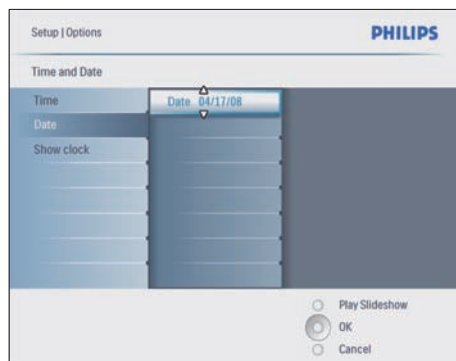 Setup | Options
PHILIPS
Time and Date
Time
Date 04/17/08
Date
Show clock
Play Slideshow
OK
Cancel